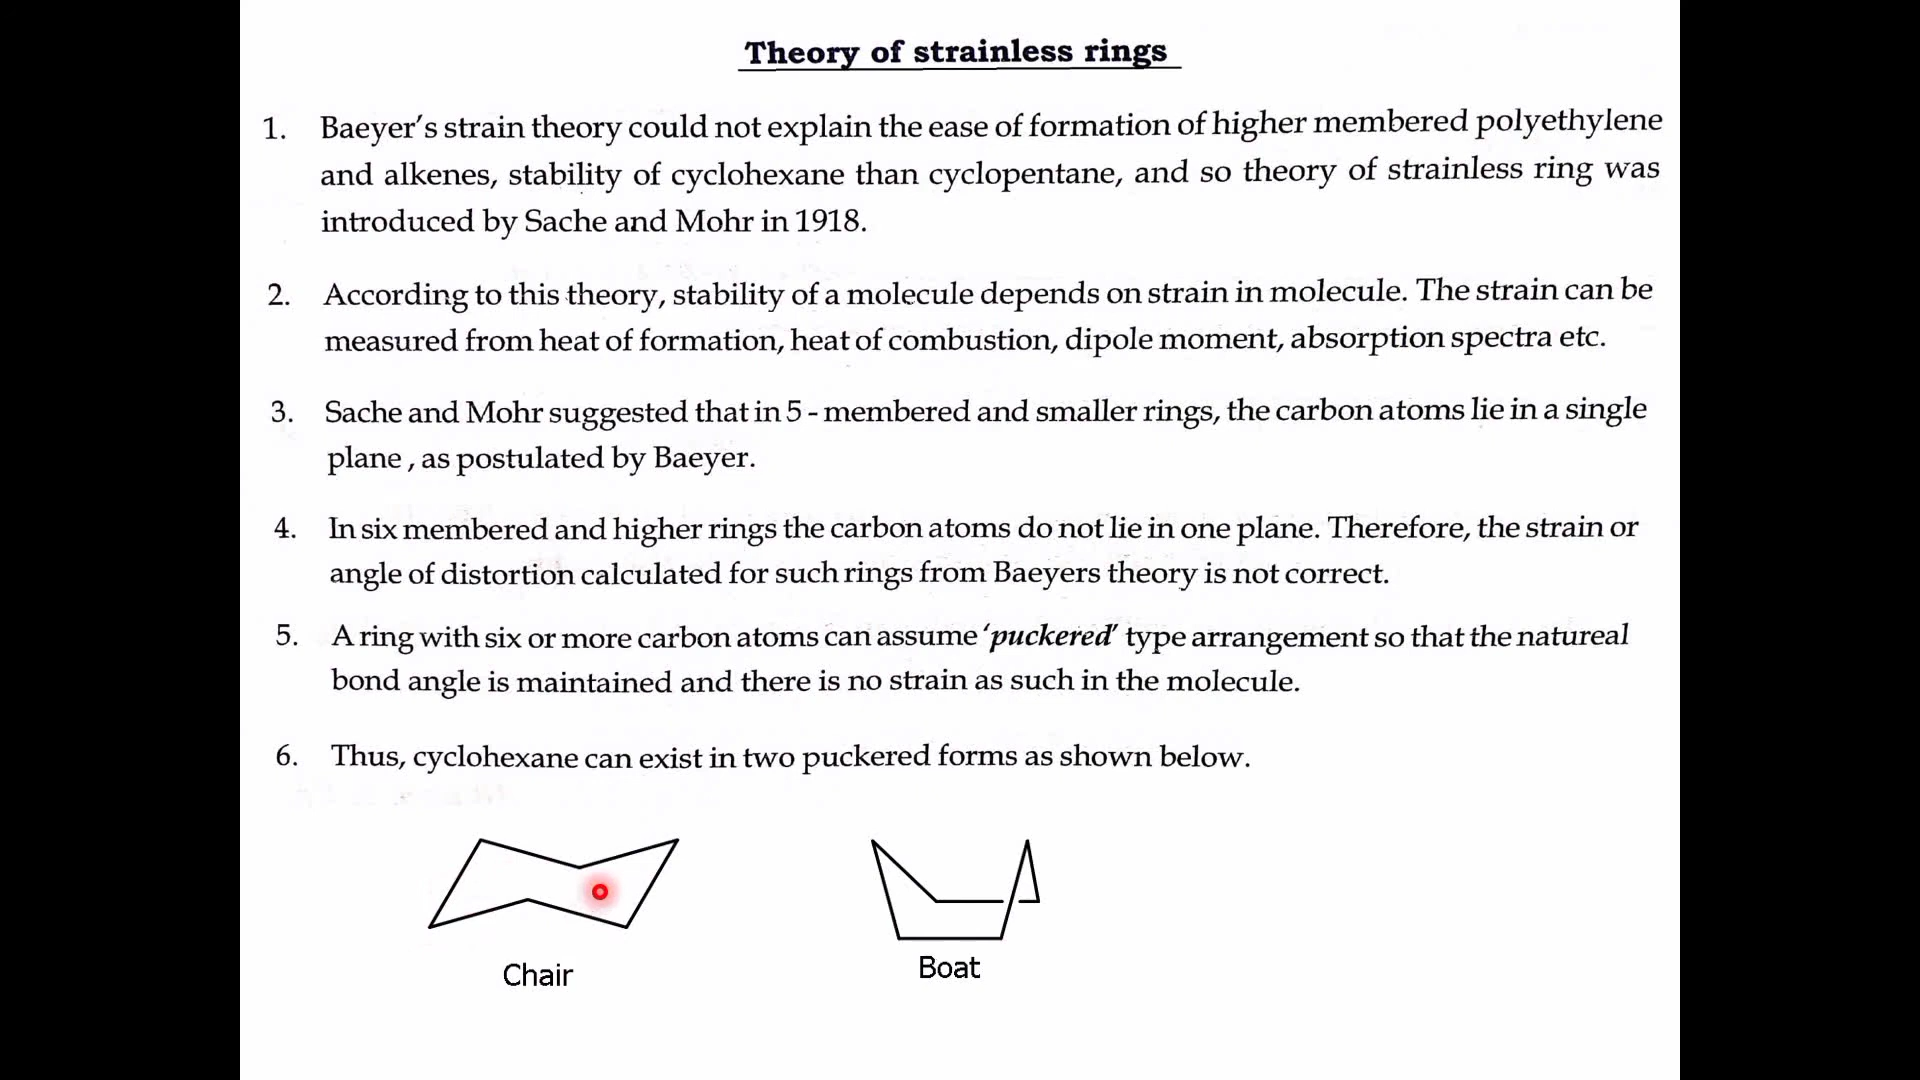 Theory of strainless rings
1. Baeyer's strain theory could not explain the ease of formation of higher membered polyethylene
and alkenes, stability of cyclohexane than cyclopentane, and so theory of strainless ring was
introduced by Sache and Mohr in 1918.
2. According to this theory, stability of a molecule depends on strain in molecule. The strain can be
measured from heat of formation, heat of combustion, dipole moment, absorption spectra etc.
3. Sache and Mohr suggested that in 5 - membered and smaller rings, the carbon atoms lie in a single
plane , as postulated by Baeyer.
4. In six membered and higher rings the carbon atoms do not lie in one plane. Therefore, the strain or
angle of distortion calculated for such rings from Baeyers theory is not correct.
5. A ring with six or more carbon atoms can assume 'puckered' type arrangement so that the natureal
bond angle is maintained and there is no strain as such in the molecule.
6. Thus, cyclohexane can exist in two puckered forms as shown below.
Chair
Boat